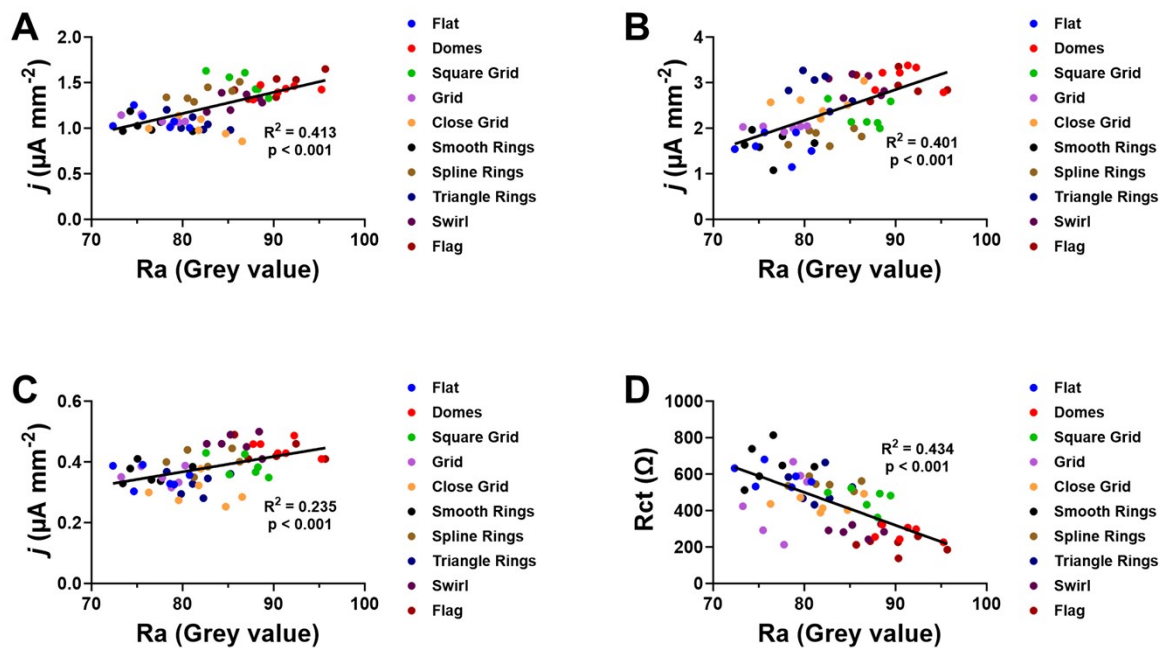 A
j (µA mm⁻²)
2.0
1.5
1.0
0.5
0.0
70 80 90 100
Ra (Grey value)
R² = 0.413
p < 0.001
Flat
Domes
Square Grid
Grid
Close Grid
Smooth Rings
Spline Rings
Triangle Rings
Swirl
Flag
B
j (µA mm⁻²)
4
3
2
1
0
70 80 90 100
Ra (Grey value)
R² = 0.401
p < 0.001
Flat
Domes
Square Grid
Grid
Close Grid
Smooth Rings
Spline Rings
Triangle Rings
Swirl
Flag
C
j (µA mm⁻²)
0.6
0.4
0.2
0.0
70 80 90 100
Ra (Grey value)
R² = 0.235
p < 0.001
Flat
Domes
Square Grid
Grid
Close Grid
Smooth Rings
Spline Rings
Triangle Rings
Swirl
Flag
D
Rct (Ω)
1000
800
600
400
200
0
70 80 90 100
Ra (Grey value)
R² = 0.434
p < 0.001
Flat
Domes
Square Grid
Grid
Close Grid
Smooth Rings
Spline Rings
Triangle Rings
Swirl
Flag